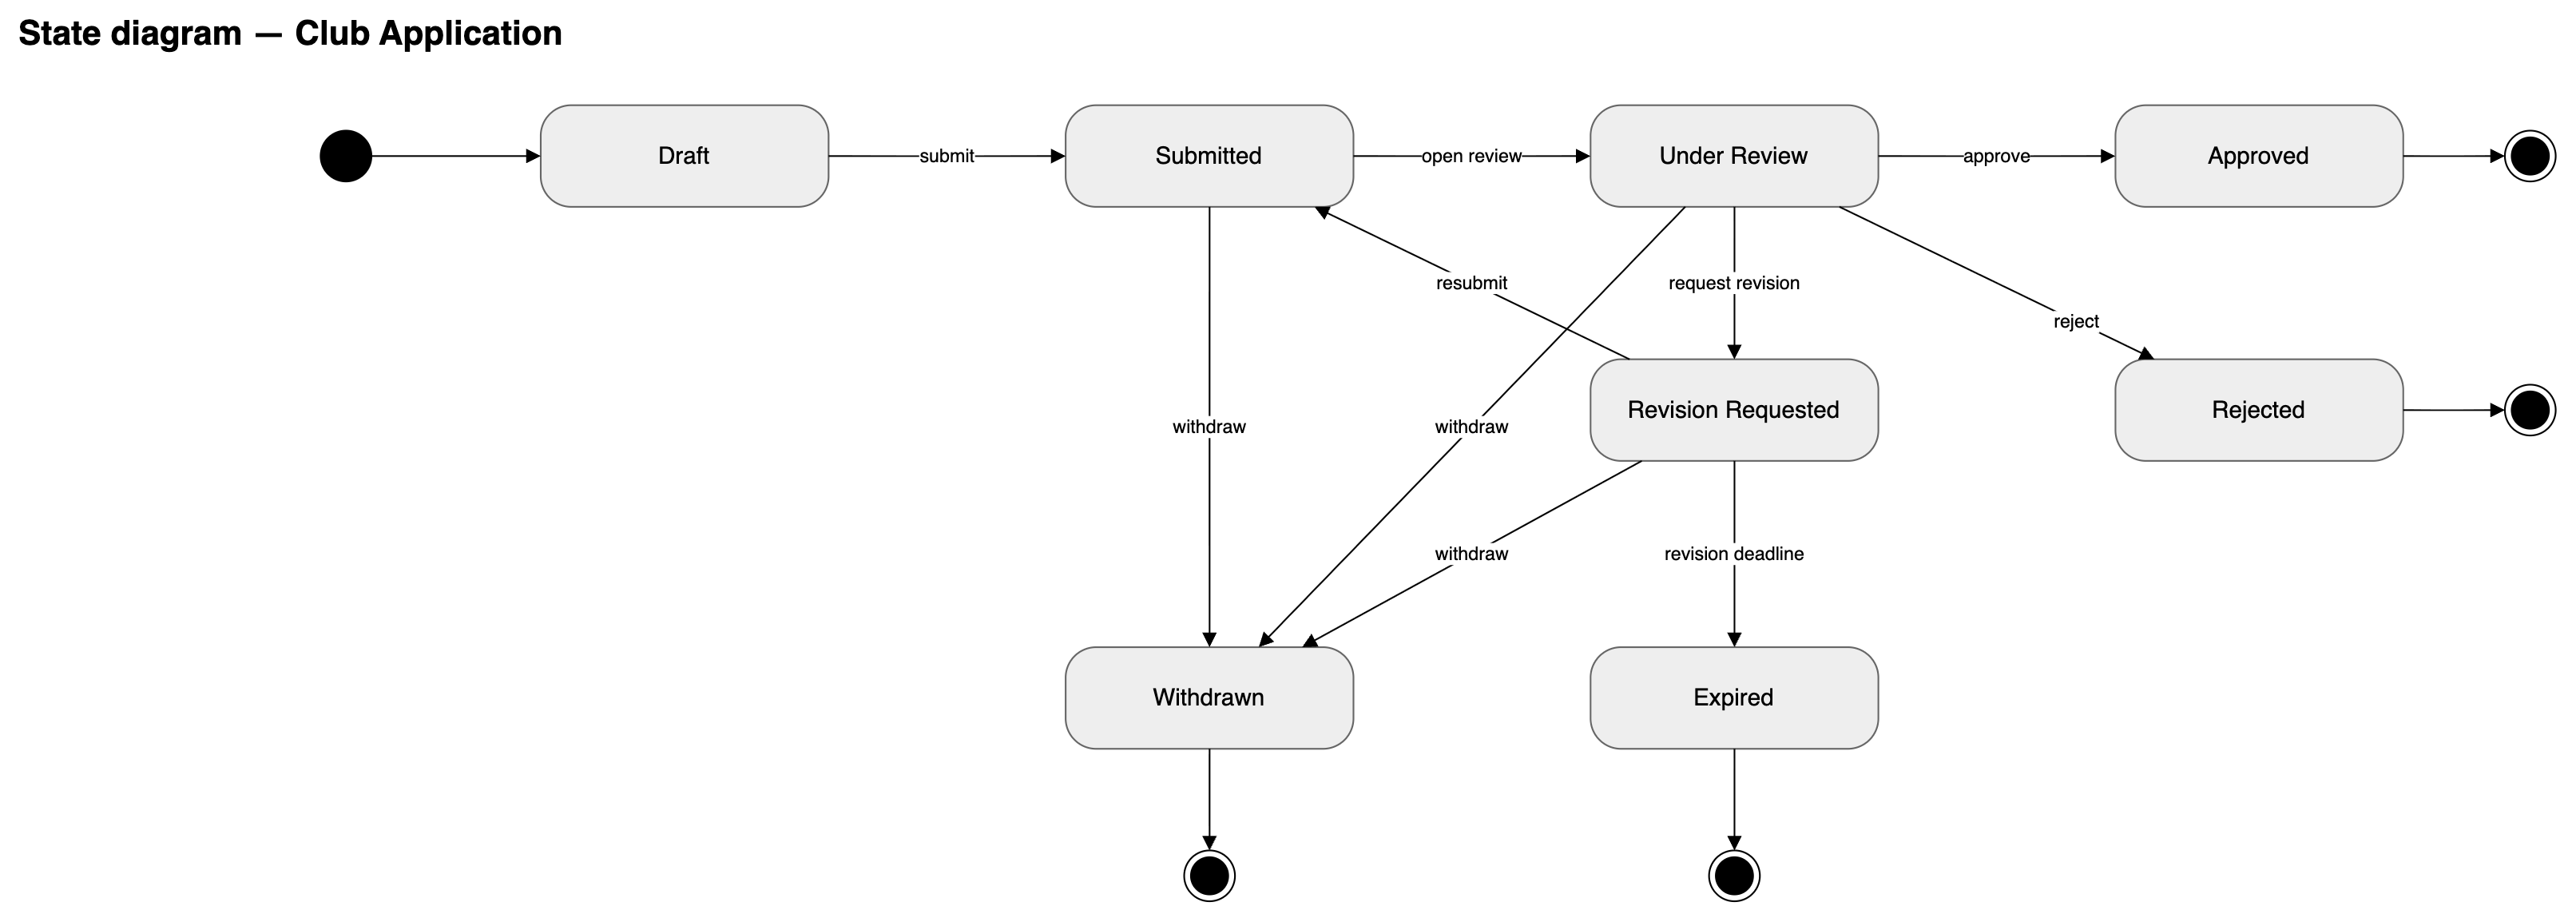 State diagram — Club Application
Draft
submit
Submitted
open review
Under Review
approve
Approved
resubmit
request revision
reject
withdraw
withdraw
Revision Requested
Rejected
withdraw
revision deadline
Withdrawn
Expired